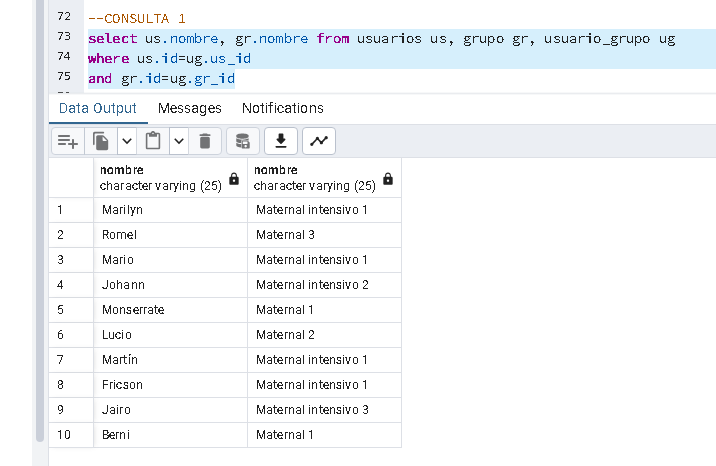 72 --CONSULTA 1
73 select us.nombre, gr.nombre from usuarios us, grupo gr, usuario_grupo ug
74 where us.id=ug.us_id
75 and gr.id=ug.gr_id
Data Output Messages Notifications
nombre nombre
character varying (25) character varying (25)
1 Marilyn Maternal intensivo 1
2 Romel Maternal 3
3 Mario Maternal intensivo 1
4 Johann Maternal intensivo 2
5 Monserrate Maternal 1
6 Lucio Maternal 2
7 Martín Maternal intensivo 1
8 Fricson Maternal intensivo 1
9 Jairo Maternal intensivo 3
10 Berni Maternal 1